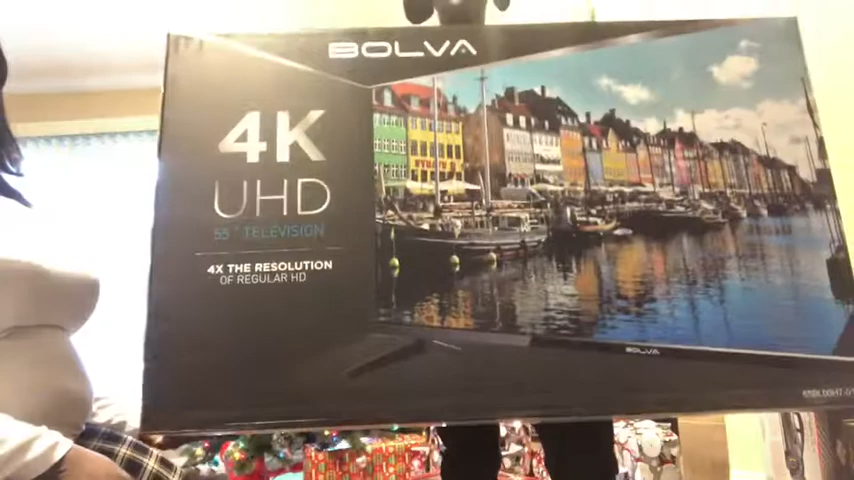 BOLVA
4K
UHD
55" TELEVISION
4X THE RESOLUTION
OF REGULAR HD
BOLVA